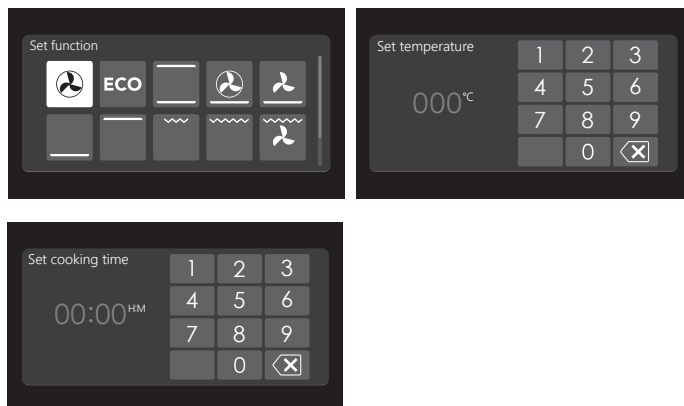 Set function
ECO
Set temperature
000°C
1 2 3
4 5 6
7 8 9
0
Set cooking time
00:00 H:M
1 2 3
4 5 6
7 8 9
0